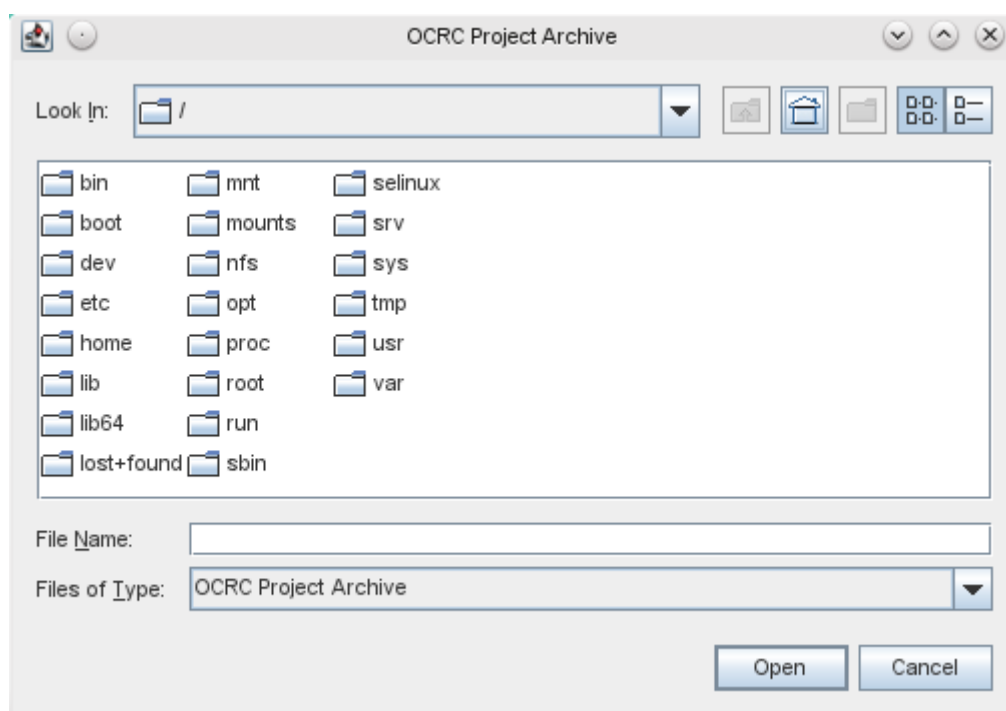 OCRC Project Archive
Look In: /
bin mnt selinux
boot mounts srv
dev nfs sys
etc opt tmp
home proc usr
lib root var
lib64 run
lost+found sbin
File Name:
Files of Type: OCRC Project Archive
Open Cancel